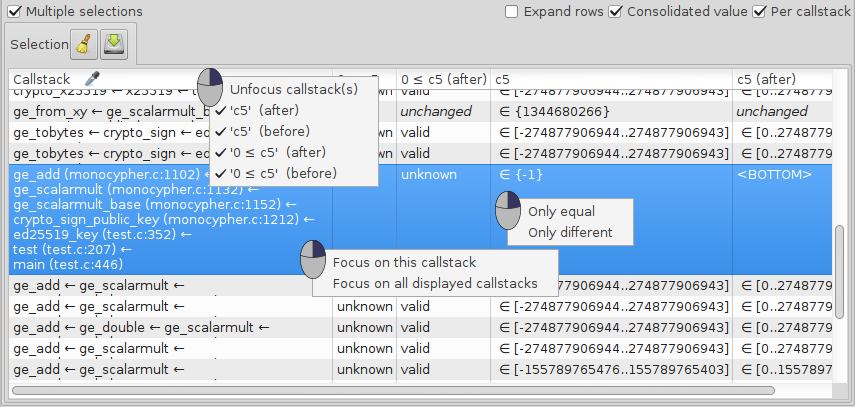 Multiple selections
Expand rows Consolidated value Per callstack
Selection
Callstack 0 ≤ c5 (after) c5 c5 (after)
crypto_x25519 ← x25519 ← valid ∈ [-274877906944..274877906943] ∈ [0..2748779
ge_from_xy ← ge_scalarmult_b unchanged ∈ {1344680266} unchanged
ge_tobytes ← crypto_sign ← ed valid ∈ [-274877906944..274877906943] ∈ [0..2748779
ge_tobytes ← crypto_sign ← ed valid ∈ [-274877906944..274877906943] ∈ [0..2748779
Unfocus callstack(s)
'c5' (after)
'c5' (before)
'0 ≤ c5' (after)
'0 ≤ c5' (before)
ge_add (monocypher.c:1102) ← unknown ∈ {-1} <BOTTOM>
ge_scalarmult (monocypher.c:1132) ←
ge_scalarmult_base (monocypher.c:1152) ←
crypto_sign_public_key (monocypher.c:1212) ←
ed25519_key (test.c:352) ←
test (test.c:207) ←
main (test.c:446)
Only equal
Only different
Focus on this callstack
Focus on all displayed callstacks
ge_add ← ge_scalarmult ← 274877906944..274877906943] ∈ [0..2748779
ge_add ← ge_scalarmult ← unknown valid ∈ [-274877906944..274877906943] ∈ [0..2748779
ge_add ← ge_double ← ge_scalarmult ← unknown valid ∈ [-274877906944..274877906943] ∈ [0..2748779
ge_add ← ge_scalarmult ← unknown valid ∈ [-274877906944..274877906943] ∈ [0..2748779
ge_add ← ge_scalarmult ← unknown valid ∈ [-155789765476..155789765403] ∈ [0..1557897